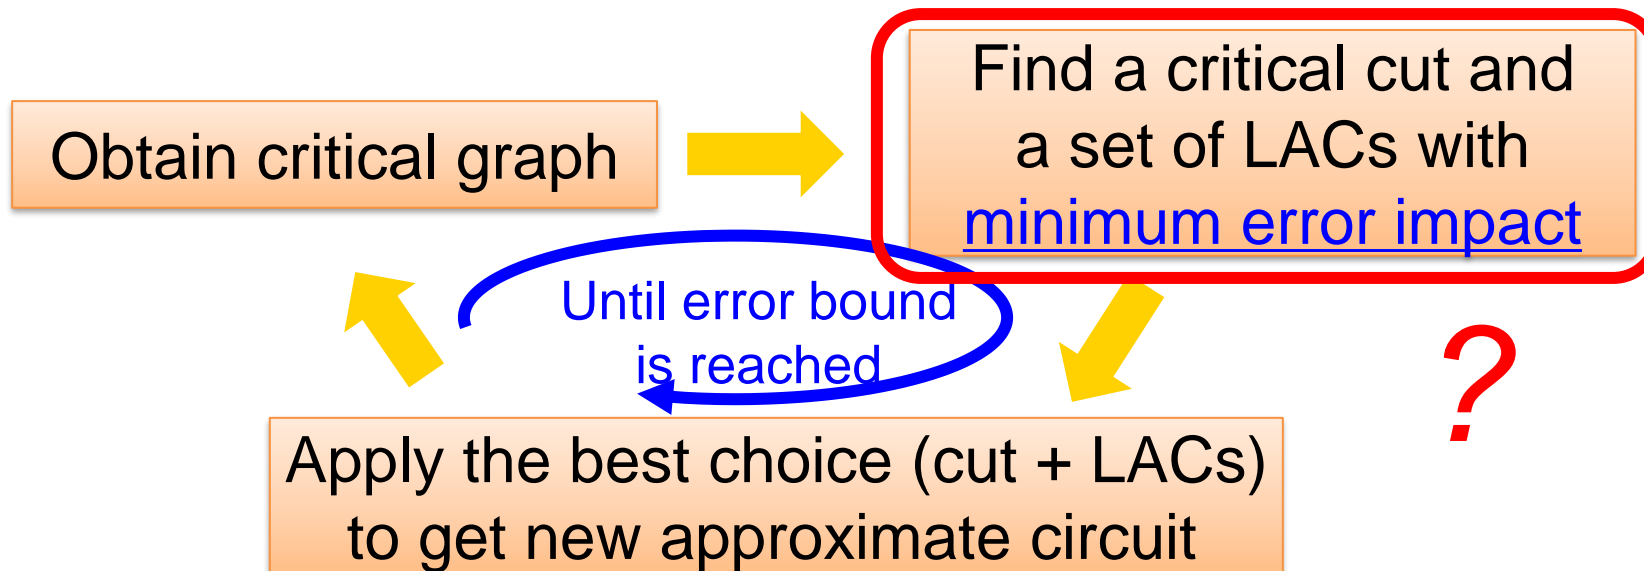 Obtain critical graph
Find a critical cut and
a set of LACs with
minimum error impact
Until error bound
is reached
?
Apply the best choice (cut + LACs)
to get new approximate circuit